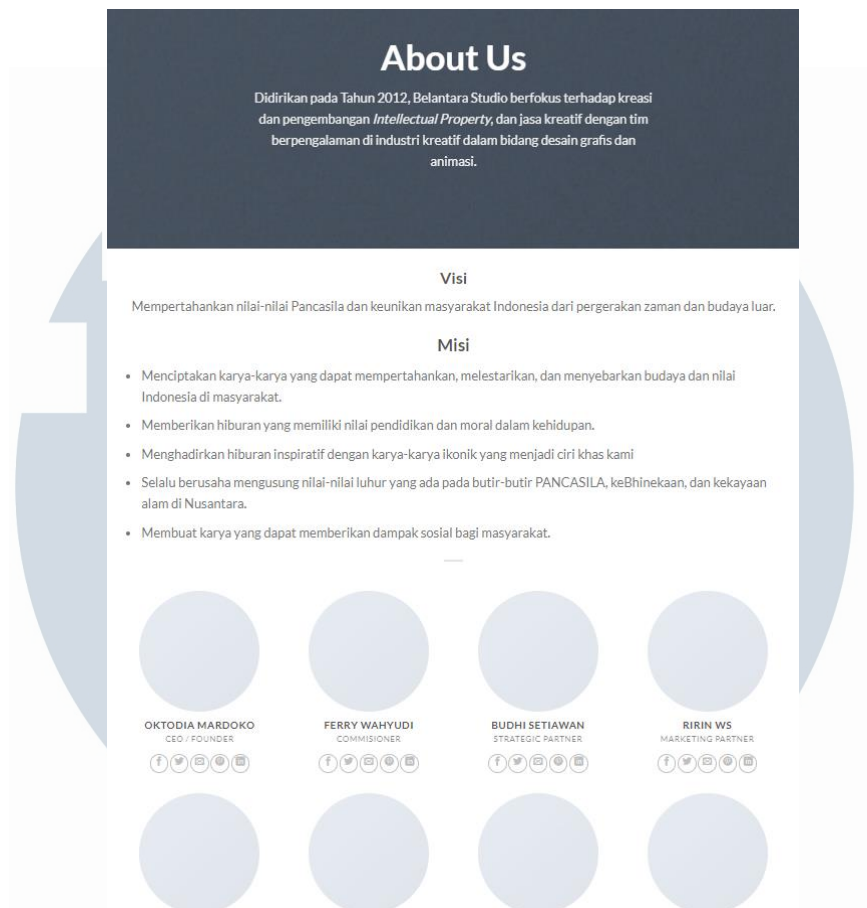 About Us
Didirikan pada Tahun 2012, Belantara Studio berfokus terhadap kreasi
dan pengembangan Intellectual Property, dan jasa kreatif dengan tim
berpengalaman di industri kreatif dalam bidang desain grafis dan
animasi.
Visi
Mempertahankan nilai-nilai Pancasila dan keunikan masyarakat Indonesia dari pergerakan zaman dan budaya luar.
Misi
• Menciptakan karya-karya yang dapat mempertahankan, melestarikan, dan menyebarkan budaya dan nilai
Indonesia di masyarakat.
• Memberikan hiburan yang memiliki nilai pendidikan dan moral dalam kehidupan.
• Menghadirkan hiburan inspiratif dengan karya-karya ikonik yang menjadi ciri khas kami
• Selalu berusaha mengusung nilai-nilai luhur yang ada pada butir-butir PANCASILA, keBhinekaan, dan kekayaan
alam di Nusantara.
• Membuat karya yang dapat memberikan dampak sosial bagi masyarakat.
OKTODIA MARDOKO
CEO / FOUNDER
FERRY WAHYUDI
COMMISIONER
BUDHI SETIAWAN
STRATEGIC PARTNER
RIRIN WS
MARKETING PARTNER